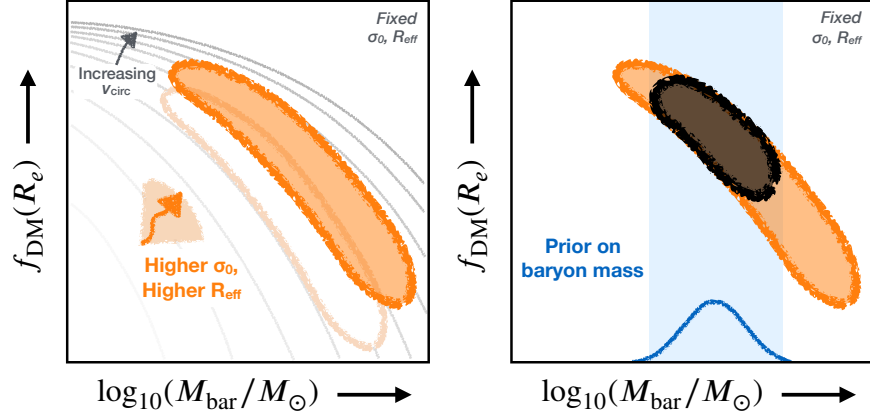 Fixed
σ0, Reff
Increasing
vcirc
Higher σ0,
Higher Reff
fDM(Re)
log10(Mbar/M⊙)
Fixed
σ0, Reff
Prior on
baryon mass
fDM(Re)
log10(Mbar/M⊙)